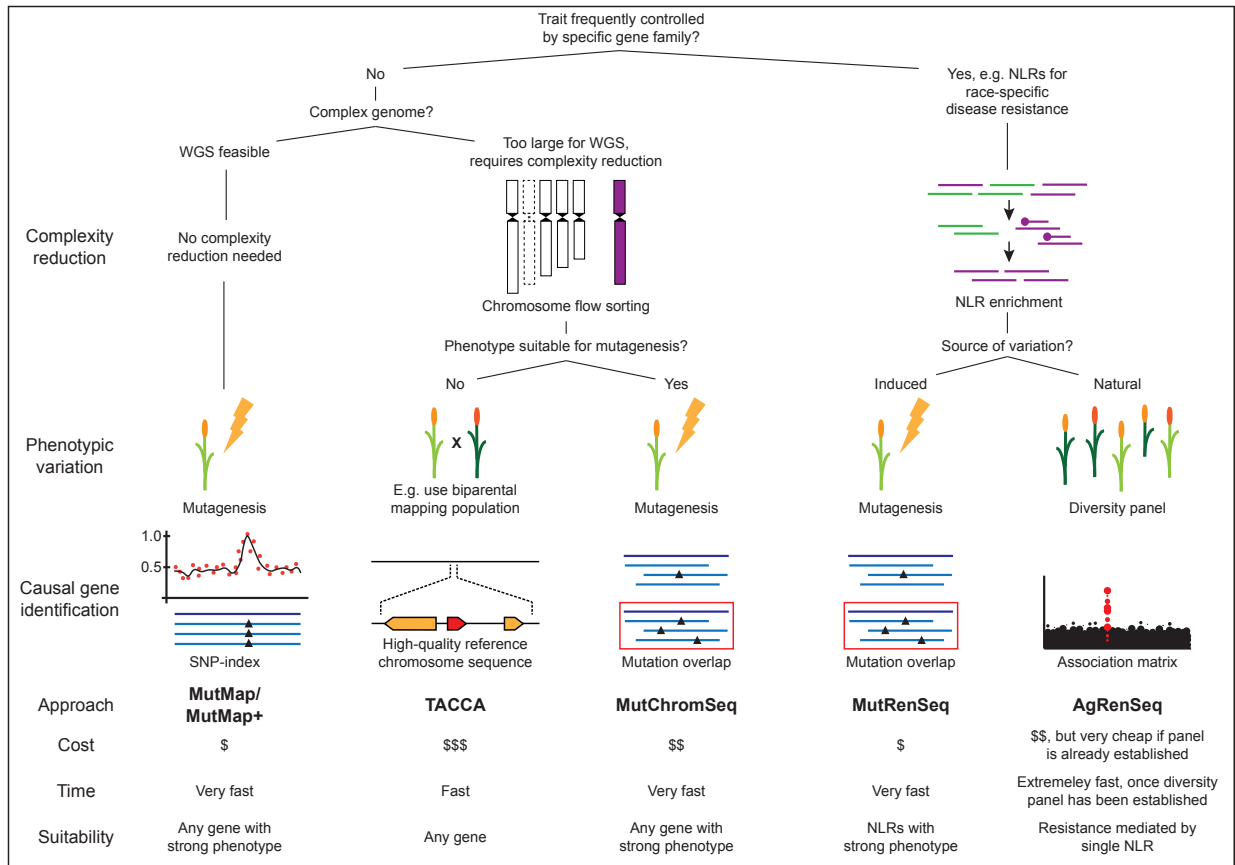 Trait frequently controlled
by specific gene family?
No
Yes, e.g. NLRs for
race-specific
disease resistance
Complex genome?
WGS feasible
Too large for WGS,
requires complexity reduction
Complexity
reduction
No complexity
reduction needed
Chromosome flow sorting
NLR enrichment
Phenotype suitable for mutagenesis?
Source of variation?
No
Yes
Induced
Natural
Phenotypic
variation
X
Mutagenesis
E.g. use biparental
mapping population
Mutagenesis
Mutagenesis
Diversity panel
Causal gene
identification
1.0
0.5
SNP-index
High-quality reference
chromosome sequence
Mutation overlap
Mutation overlap
Association matrix
Approach
MutMap/
MutMap+
TACCA
MutChromSeq
MutRenSeq
AgRenSeq
Cost
$
$$$
$$
$
$$, but very cheap if panel
is already established
Time
Very fast
Fast
Very fast
Very fast
Extremeley fast, once diversity
panel has been established
Suitability
Any gene with
strong phenotype
Any gene
Any gene with
strong phenotype
NLRs with
strong phenotype
Resistance mediated by
single NLR